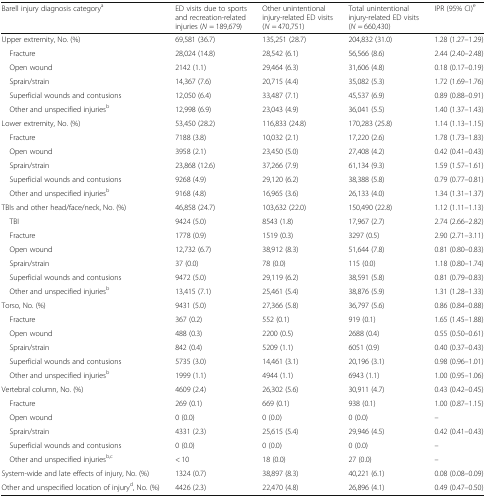 Barell injury diagnosis category^a | ED visits due to sports and recreation-related injuries (N = 189,679) | Other unintentional injury-related ED visits (N = 470,751) | Total unintentional injury-related ED visits (N = 660,430) | IPR (95% CI)^e
Upper extremity, No. (%) 69,581 (36.7) 135,251 (28.7) 204,832 (31.0) 1.28 (1.27–1.29)
Fracture 28,024 (14.8) 28,542 (6.1) 56,566 (8.6) 2.44 (2.40–2.48)
Open wound 2142 (1.1) 29,464 (6.3) 31,606 (4.8) 0.18 (0.17–0.19)
Sprain/strain 14,367 (7.6) 20,715 (4.4) 35,082 (5.3) 1.72 (1.69–1.76)
Superficial wounds and contusions 12,050 (6.4) 33,487 (7.1) 45,537 (6.9) 0.89 (0.88–0.91)
Other and unspecified injuries^b 12,998 (6.9) 23,043 (4.9) 36,041 (5.5) 1.40 (1.37–1.43)
Lower extremity, No. (%) 53,450 (28.2) 116,833 (24.8) 170,283 (25.8) 1.14 (1.13–1.15)
Fracture 7188 (3.8) 10,032 (2.1) 17,220 (2.6) 1.78 (1.73–1.83)
Open wound 3958 (2.1) 23,450 (5.0) 27,408 (4.2) 0.42 (0.41–0.43)
Sprain/strain 23,868 (12.6) 37,266 (7.9) 61,134 (9.3) 1.59 (1.57–1.61)
Superficial wounds and contusions 9268 (4.9) 29,120 (6.2) 38,388 (5.8) 0.79 (0.77–0.81)
Other and unspecified injuries^b 9168 (4.8) 16,965 (3.6) 26,133 (4.0) 1.34 (1.31–1.37)
TBIs and other head/face/neck, No. (%) 46,858 (24.7) 103,632 (22.0) 150,490 (22.8) 1.12 (1.11–1.13)
TBI 9424 (5.0) 8543 (1.8) 17,967 (2.7) 2.74 (2.66–2.82)
Fracture 1778 (0.9) 1519 (0.3) 3297 (0.5) 2.90 (2.71–3.11)
Open wound 12,732 (6.7) 38,912 (8.3) 51,644 (7.8) 0.81 (0.80–0.83)
Sprain/strain 37 (0.0) 78 (0.0) 115 (0.0) 1.18 (0.80–1.74)
Superficial wounds and contusions 9472 (5.0) 29,119 (6.2) 38,591 (5.8) 0.81 (0.79–0.83)
Other and unspecified injuries^b 13,415 (7.1) 25,461 (5.4) 38,876 (5.9) 1.31 (1.28–1.33)
Torso, No. (%) 9431 (5.0) 27,366 (5.8) 36,797 (5.6) 0.86 (0.84–0.88)
Fracture 367 (0.2) 552 (0.1) 919 (0.1) 1.65 (1.45–1.88)
Open wound 488 (0.3) 2200 (0.5) 2688 (0.4) 0.55 (0.50–0.61)
Sprain/strain 842 (0.4) 5209 (1.1) 6051 (0.9) 0.40 (0.37–0.43)
Superficial wounds and contusions 5735 (3.0) 14,461 (3.1) 20,196 (3.1) 0.98 (0.96–1.01)
Other and unspecified injuries^b 1999 (1.1) 4944 (1.1) 6943 (1.1) 1.00 (0.95–1.06)
Vertebral column, No. (%) 4609 (2.4) 26,302 (5.6) 30,911 (4.7) 0.43 (0.42–0.45)
Fracture 269 (0.1) 669 (0.1) 938 (0.1) 1.00 (0.87–1.15)
Open wound 0 (0.0) 0 (0.0) 0 (0.0) –
Sprain/strain 4331 (2.3) 25,615 (5.4) 29,946 (4.5) 0.42 (0.41–0.43)
Superficial wounds and contusions 0 (0.0) 0 (0.0) 0 (0.0) –
Other and unspecified injuries^b,c < 10 18 (0.0) 27 (0.0) –
System-wide and late effects of injury, No. (%) 1324 (0.7) 38,897 (8.3) 40,221 (6.1) 0.08 (0.08–0.09)
Other and unspecified location of injury^d, No. (%) 4426 (2.3) 22,470 (4.8) 26,896 (4.1) 0.49 (0.47–0.50)